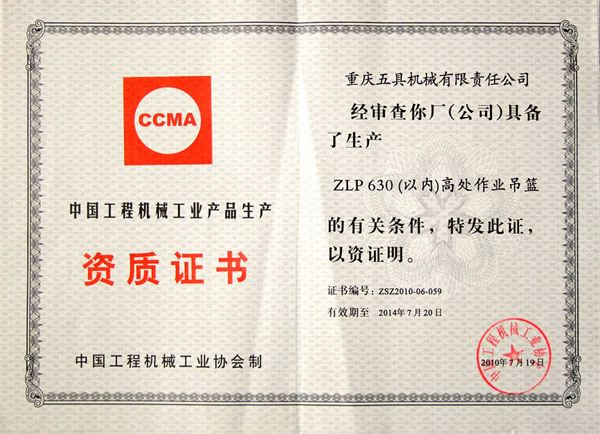 CCMA
中国工程机械工业产品生产
资质证书
中国工程机械工业协会制
重庆五具机械有限责任公司
经审查你厂(公司)具备
了生产
ZLP 630 (以内)高处作业吊篮
的有关条件，特发此证，
以资证明。
证书编号：ZSZ2010-06-059
有效期至 2014年7月20日
中国工程机械工业协会
2010年7月19日